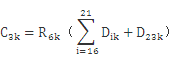 C₃ₖ = R₆ₖ ( ∑_{i=16}^{21} Dᵢₖ + D₂₃ₖ )